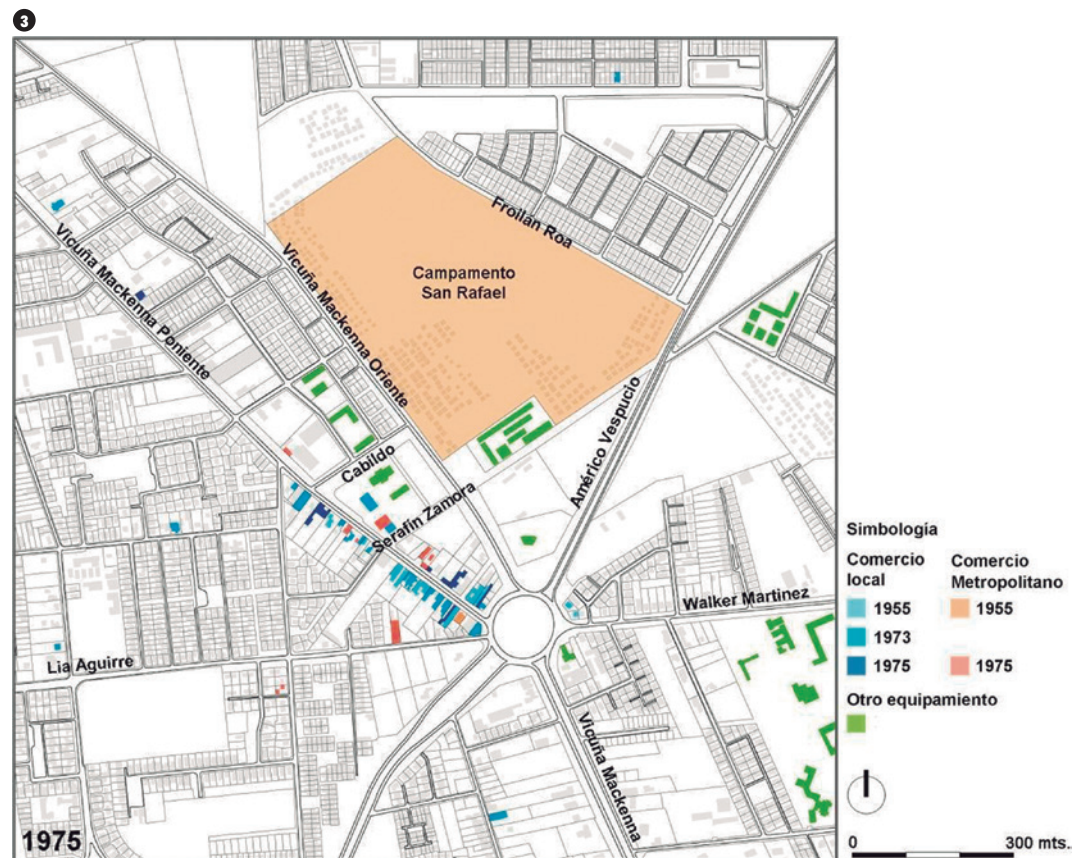 3
Froilán Roa
Campamento
San Rafael
Vicuña Mackenna Poniente
Vicuña Mackenna Oriente
Américo Vespucio
Cabildo
Serafín Zamora
Walker Martinez
Lia Aguirre
Vicuña Mackenna
1975
Simbología
Comercio
local
1955
1973
1975
Comercio
Metropolitano
1955
1975
Otro equipamiento
0 300 mts..